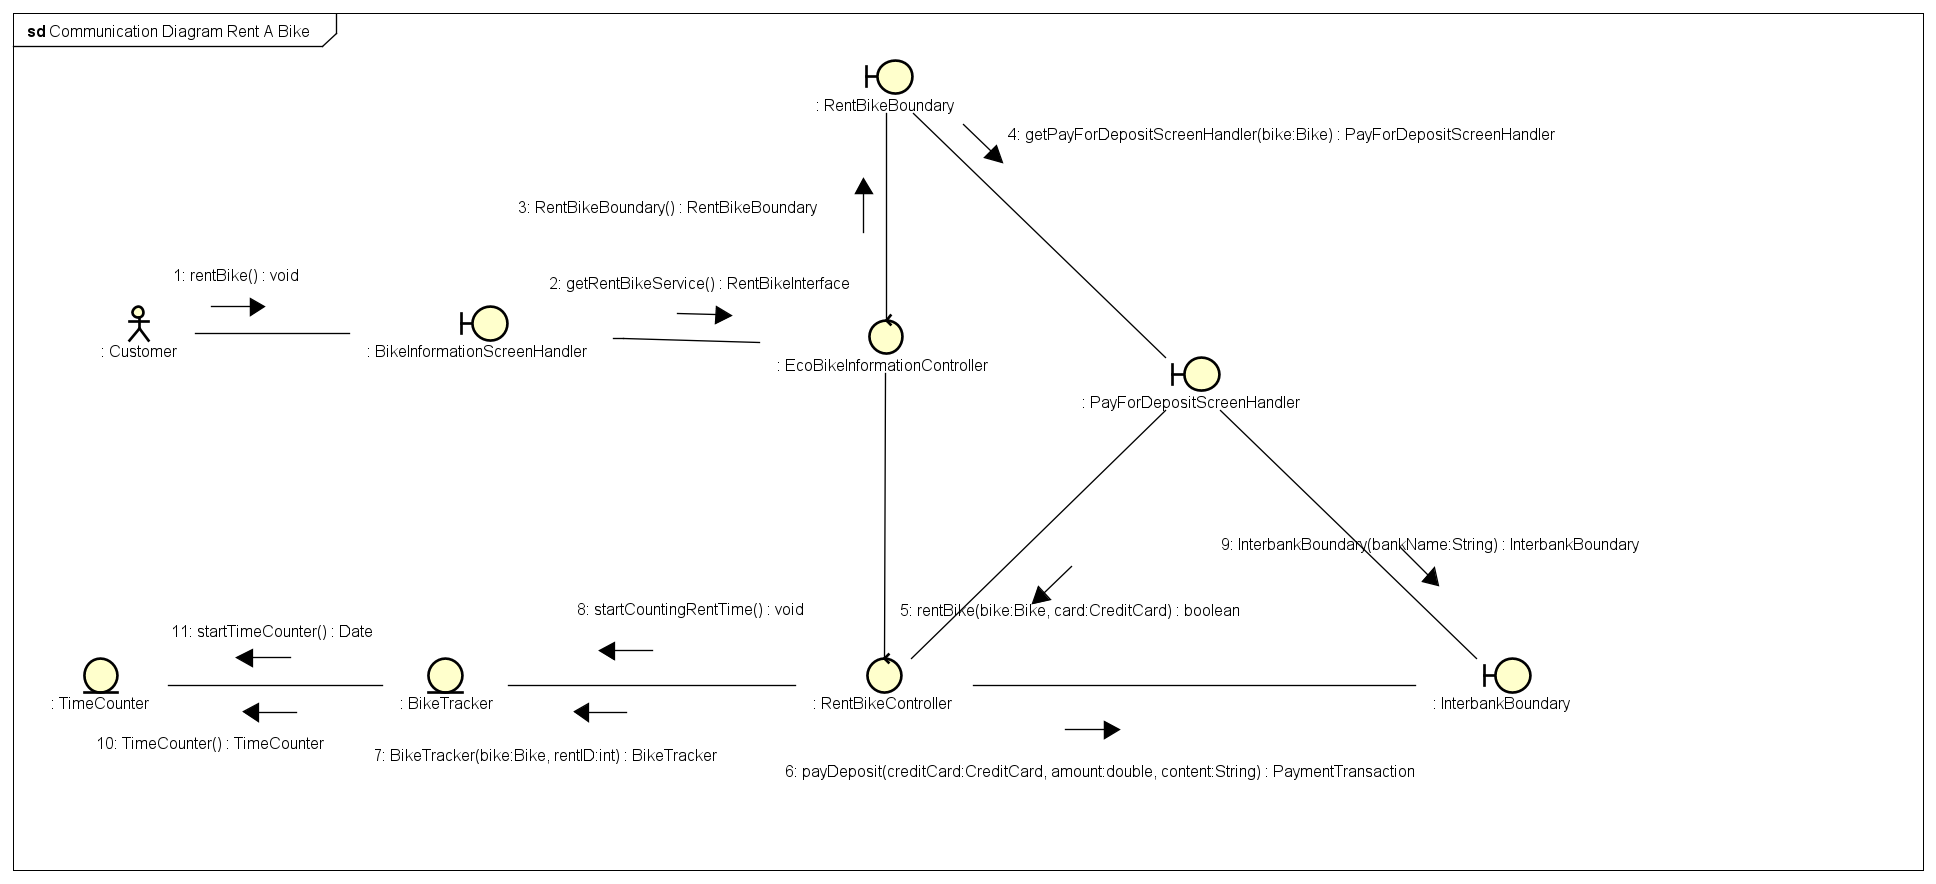 sd Communication Diagram Rent A Bike
: RentBikeBoundary
4: getPayForDepositScreenHandler(bike:Bike) : PayForDepositScreenHandler
3: RentBikeBoundary() : RentBikeBoundary
1: rentBike() : void
2: getRentBikeService() : RentBikeInterface
: Customer
: BikeInformationScreenHandler
: EcoBikeInformationController
: PayForDepositScreenHandler
9: InterbankBoundary(bankName:String) : InterbankBoundary
8: startCountingRentTime() : void
5: rentBike(bike:Bike, card:CreditCard) : boolean
11: startTimeCounter() : Date
: TimeCounter
: BikeTracker
: RentBikeController
: InterbankBoundary
10: TimeCounter() : TimeCounter
7: BikeTracker(bike:Bike, rentID:int) : BikeTracker
6: payDeposit(creditCard:CreditCard, amount:double, content:String) : PaymentTransaction